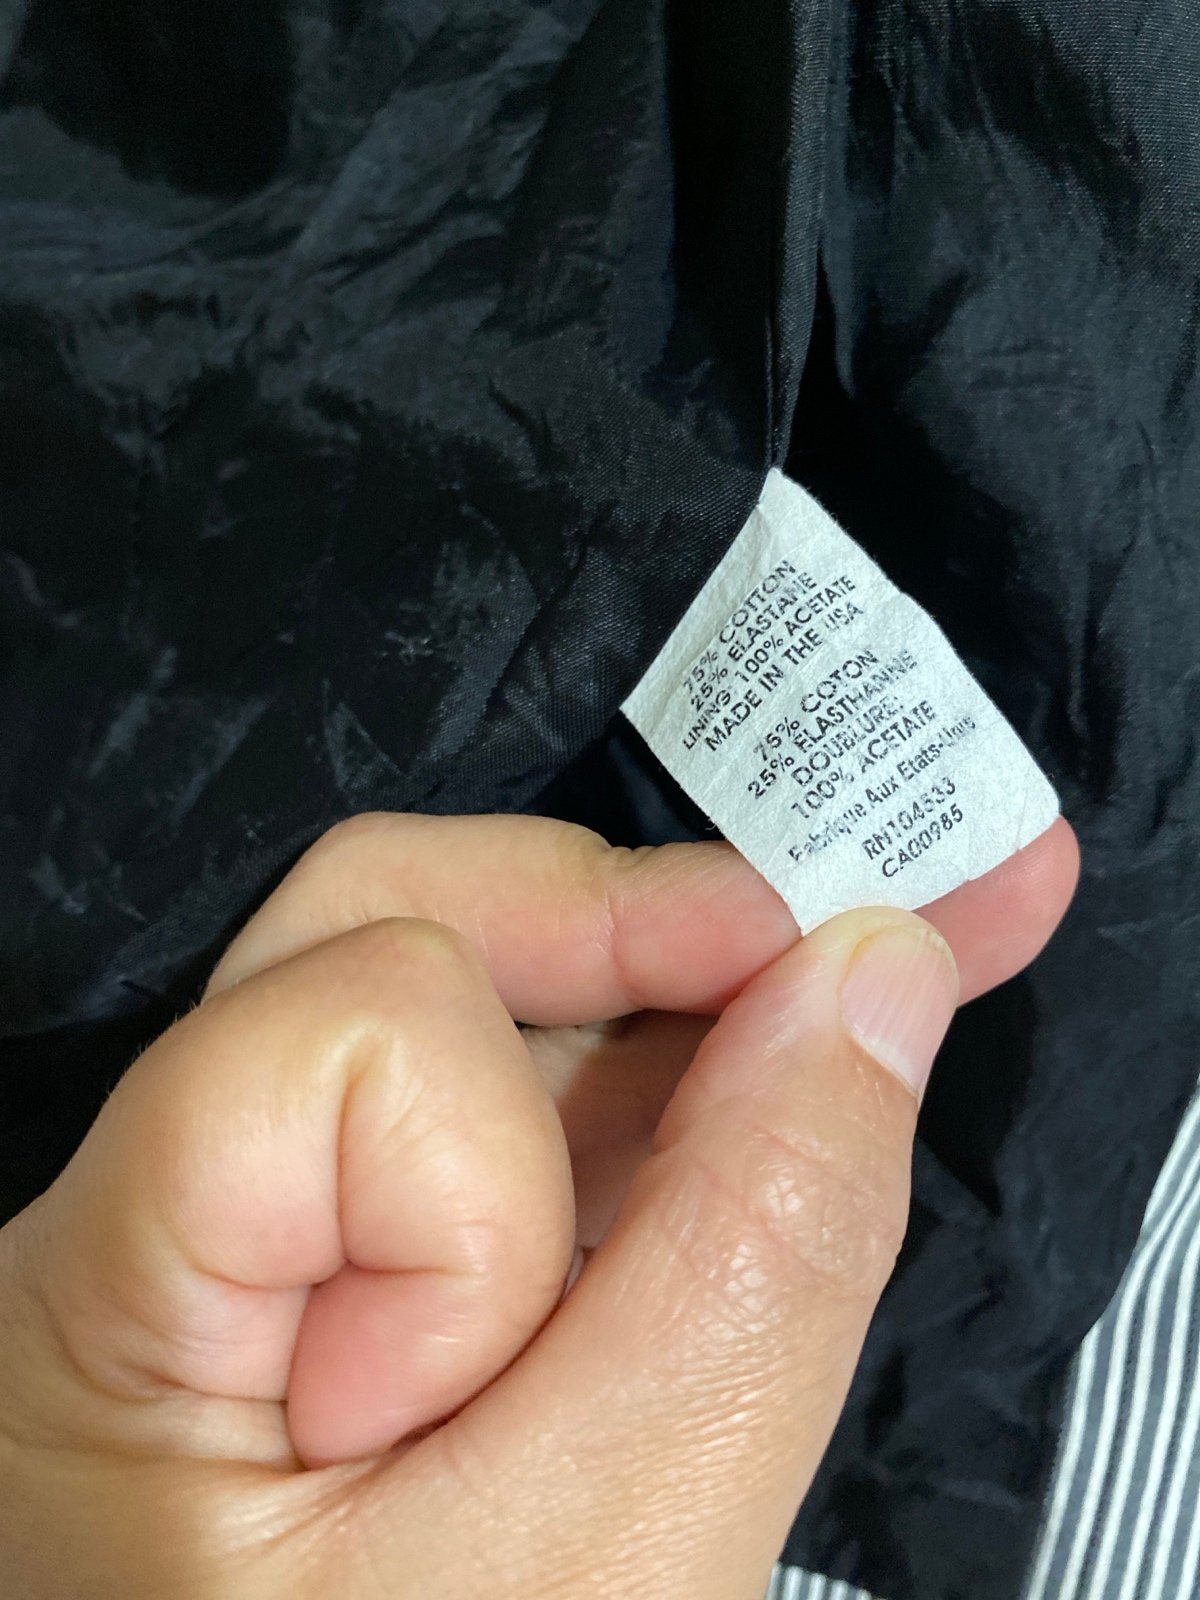 75% COTTON
25% ELASTANE
LINING: 100% ACETATE
MADE IN THE USA
75% COTON
25% ELASTHANNE
DOUBLURE:
100% ACETATE
Fabrique Aux Etats-Unis
RN104533
CA00985